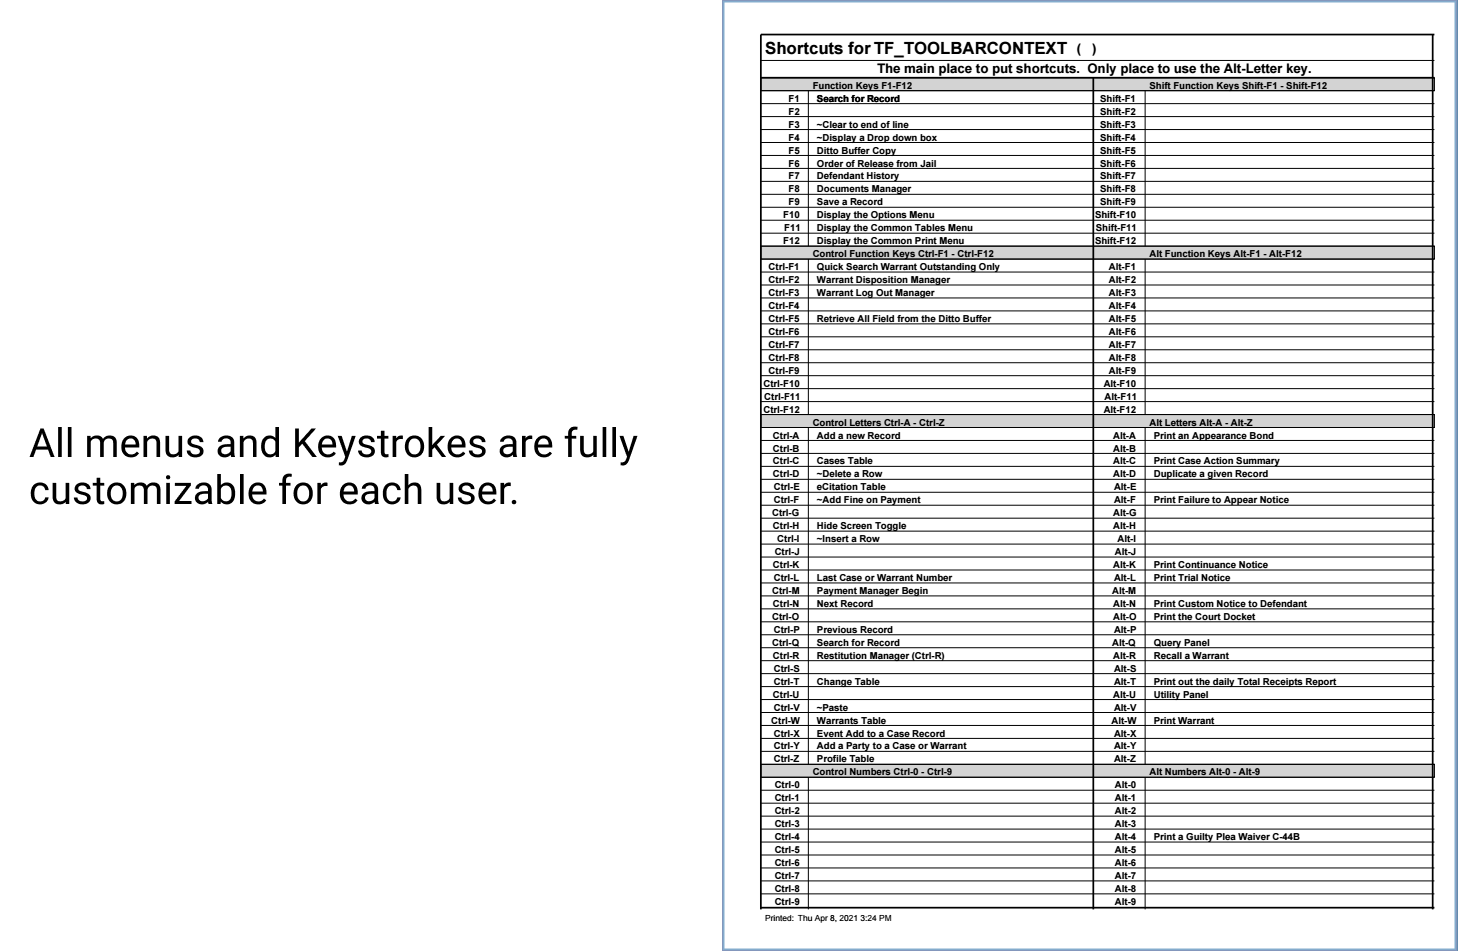 All menus and Keystrokes are fully
customizable for each user.
Shortcuts for TF_TOOLBARCONTEXT ( )
The main place to put shortcuts. Only place to use the Alt-Letter key.
Function Keys F1-F12 Shift Function Keys Shift-F1 - Shift-F12
F1 Search for Record Shift-F1
F2 Shift-F2
F3 ~Clear to end of line Shift-F3
F4 ~Display a Drop down box Shift-F4
F5 Ditto Buffer Copy Shift-F5
F6 Order of Release from Jail Shift-F6
F7 Defendant History Shift-F7
F8 Documents Manager Shift-F8
F9 Save a Record Shift-F9
F10 Display the Options Menu Shift-F10
F11 Display the Common Tables Menu Shift-F11
F12 Display the Common Print Menu Shift-F12
Control Function Keys Ctrl-F1 - Ctrl-F12 Alt Function Keys Alt-F1 - Alt-F12
Ctrl-F1 Quick Search Warrant Outstanding Only Alt-F1
Ctrl-F2 Warrant Disposition Manager Alt-F2
Ctrl-F3 Warrant Log Out Manager Alt-F3
Ctrl-F4 Alt-F4
Ctrl-F5 Retrieve All Field from the Ditto Buffer Alt-F5
Ctrl-F6 Alt-F6
Ctrl-F7 Alt-F7
Ctrl-F8 Alt-F8
Ctrl-F9 Alt-F9
Ctrl-F10 Alt-F10
Ctrl-F11 Alt-F11
Ctrl-F12 Alt-F12
Control Letters Ctrl-A - Ctrl-Z Alt Letters Alt-A - Alt-Z
Ctrl-A Add a new Record Alt-A Print an Appearance Bond
Ctrl-B Alt-B
Ctrl-C Cases Table Alt-C Print Case Action Summary
Ctrl-D ~Delete a Row Alt-D Duplicate a given Record
Ctrl-E eCitation Table Alt-E
Ctrl-F ~Add Fine on Payment Alt-F Print Failure to Appear Notice
Ctrl-G Alt-G
Ctrl-H Hide Screen Toggle Alt-H
Ctrl-I ~Insert a Row Alt-I
Ctrl-J Alt-J
Ctrl-K Alt-K Print Continuance Notice
Ctrl-L Last Case or Warrant Number Alt-L Print Trial Notice
Ctrl-M Payment Manager Begin Alt-M
Ctrl-N Next Record Alt-N Print Custom Notice to Defendant
Ctrl-O Alt-O Print the Court Docket
Ctrl-P Previous Record Alt-P
Ctrl-Q Search for Record Alt-Q Query Panel
Ctrl-R Restitution Manager (Ctrl-R) Alt-R Recall a Warrant
Ctrl-S Alt-S
Ctrl-T Change Table Alt-T Print out the daily Total Receipts Report
Ctrl-U Alt-U Utility Panel
Ctrl-V ~Paste Alt-V
Ctrl-W Warrants Table Alt-W Print Warrant
Ctrl-X Event Add to a Case Record Alt-X
Ctrl-Y Add a Party to a Case or Warrant Alt-Y
Ctrl-Z Profile Table Alt-Z
Control Numbers Ctrl-0 - Ctrl-9 Alt Numbers Alt-0 - Alt-9
Ctrl-0 Alt-0
Ctrl-1 Alt-1
Ctrl-2 Alt-2
Ctrl-3 Alt-3
Ctrl-4 Alt-4 Print a Guilty Plea Waiver C-44B
Ctrl-5 Alt-5
Ctrl-6 Alt-6
Ctrl-7 Alt-7
Ctrl-8 Alt-8
Ctrl-9 Alt-9
Printed: Thu Apr 8, 2021 3:24 PM